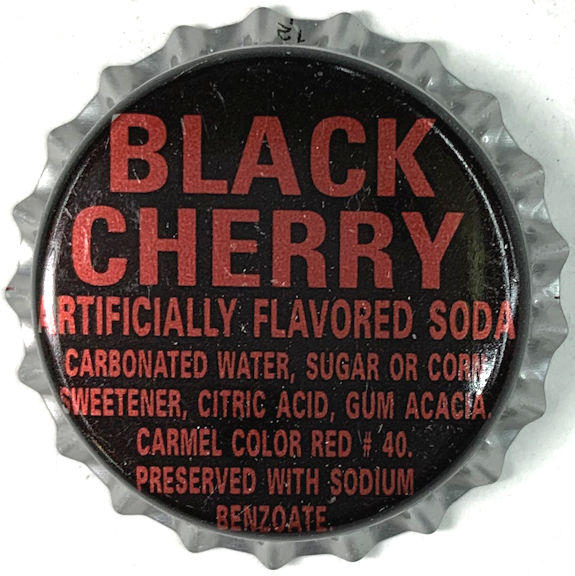 BLACK
CHERRY
ARTIFICIALLY FLAVORED SODA
CARBONATED WATER, SUGAR OR CORN
SWEETENER, CITRIC ACID, GUM ACACIA.
CARMEL COLOR RED # 40.
PRESERVED WITH SODIUM
BENZOATE.